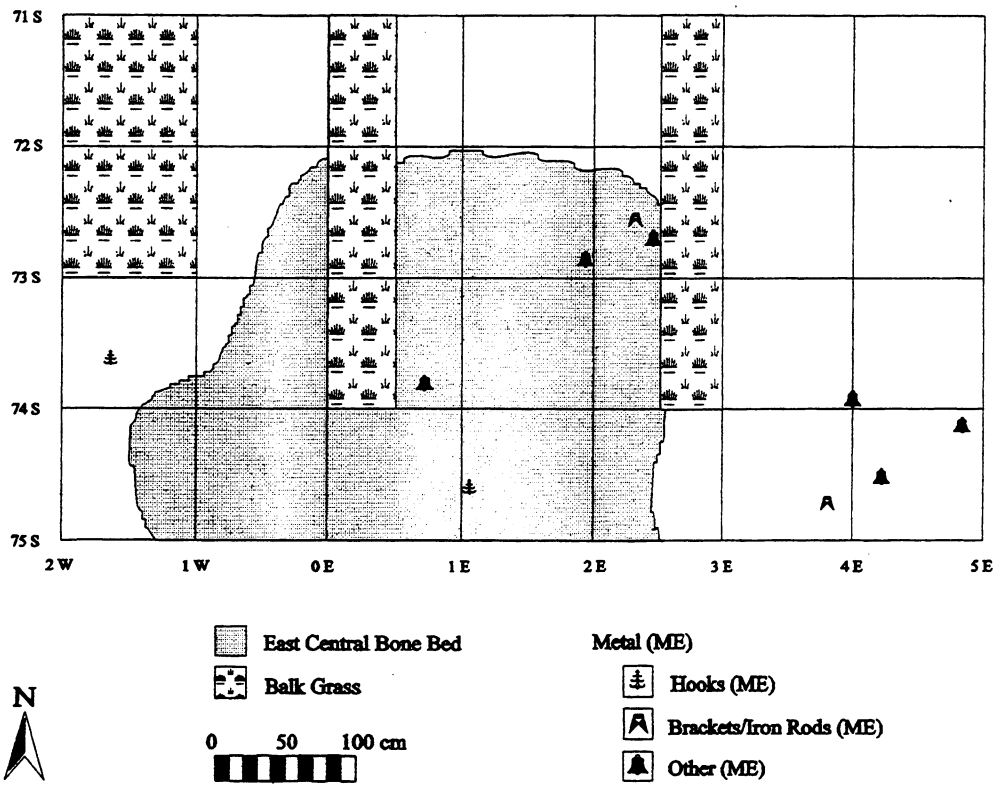 71 S
72 S
73 S
74 S
75 S
2 W 1 W 0 E 1 E 2 E 3 E 4 E 5 E
East Central Bone Bed
Balk Grass
Metal (ME)
Hooks (ME)
Brackets/Iron Rods (ME)
Other (ME)
N
0 50 100 cm